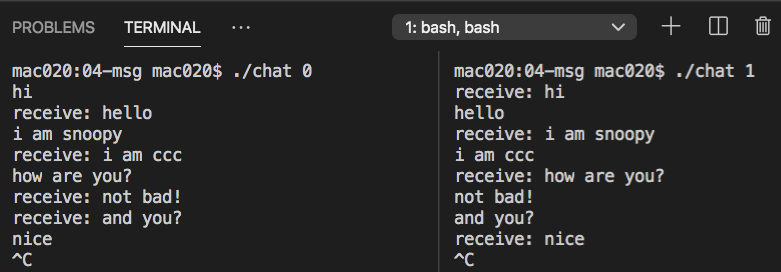 PROBLEMS TERMINAL ... 1: bash, bash
mac020:04-msg mac020$ ./chat 0
hi
receive: hello
i am snoopy
receive: i am ccc
how are you?
receive: not bad!
receive: and you?
nice
^C
mac020:04-msg mac020$ ./chat 1
receive: hi
hello
receive: i am snoopy
i am ccc
receive: how are you?
not bad!
and you?
receive: nice
^C